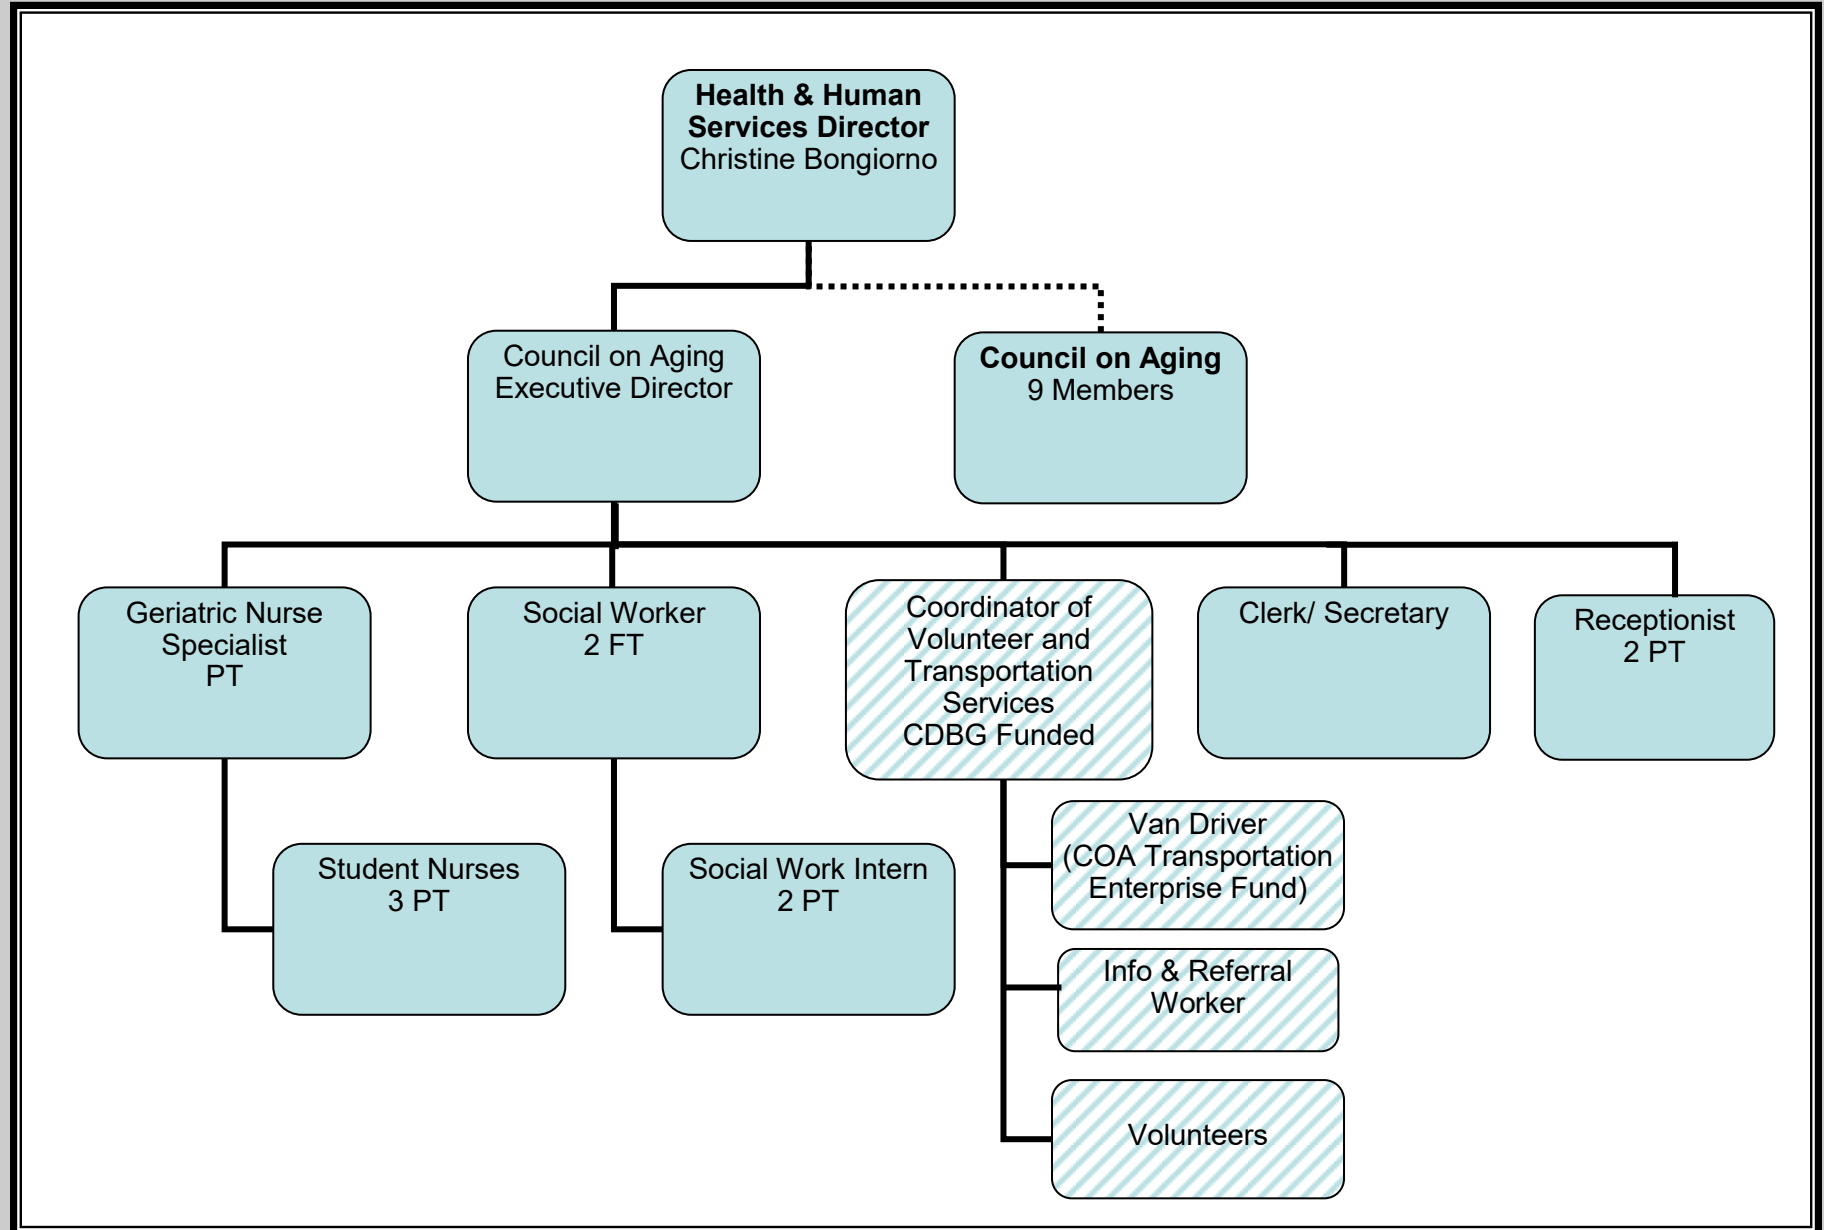 Health & Human
Services Director
Christine Bongiorno
Council on Aging
Executive Director
Council on Aging
9 Members
Geriatric Nurse
Specialist
PT
Social Worker
2 FT
Coordinator of
Volunteer and
Transportation
Services
CDBG Funded
Clerk/ Secretary
Receptionist
2 PT
Student Nurses
3 PT
Social Work Intern
2 PT
Van Driver
(COA Transportation
Enterprise Fund)
Info & Referral
Worker
Volunteers